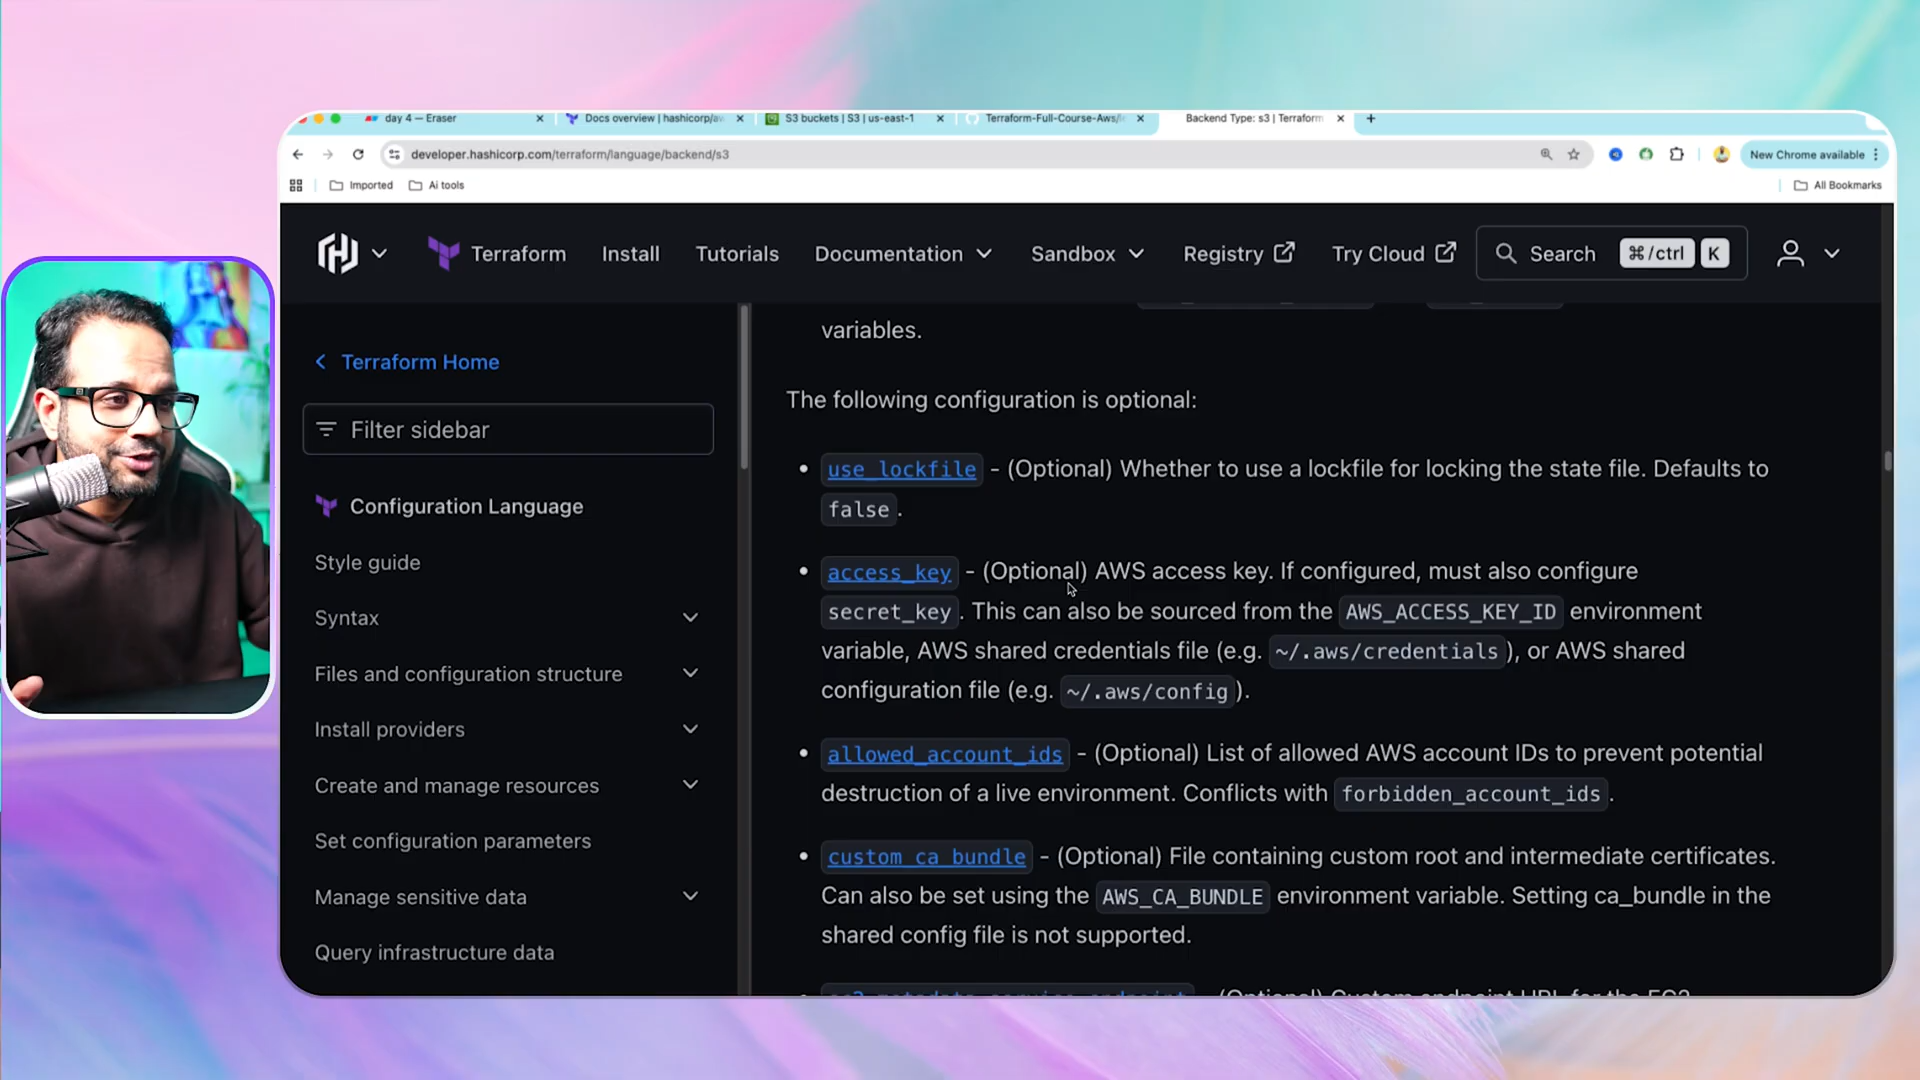 day 4 — Eraser
Docs overview | hashicorp/aw
S3 buckets | S3 | us-east-1
Terraform-Full-Course-Aws/l
Backend Type: s3 | Terraform
developer.hashicorp.com/terraform/language/backend/s3
New Chrome available
Imported
Ai tools
All Bookmarks
Terraform
Install
Tutorials
Documentation
Sandbox
Registry
Try Cloud
Search
⌘/ctrl
K
Terraform Home
Filter sidebar
Configuration Language
Style guide
Syntax
Files and configuration structure
Install providers
Create and manage resources
Set configuration parameters
Manage sensitive data
Query infrastructure data
variables.
The following configuration is optional:
• use_lockfile - (Optional) Whether to use a lockfile for locking the state file. Defaults to
false.
• access_key - (Optional) AWS access key. If configured, must also configure
secret_key. This can also be sourced from the AWS_ACCESS_KEY_ID environment
variable, AWS shared credentials file (e.g. ~/.aws/credentials), or AWS shared
configuration file (e.g. ~/.aws/config).
• allowed_account_ids - (Optional) List of allowed AWS account IDs to prevent potential
destruction of a live environment. Conflicts with forbidden_account_ids.
• custom_ca_bundle - (Optional) File containing custom root and intermediate certificates.
Can also be set using the AWS_CA_BUNDLE environment variable. Setting ca_bundle in the
shared config file is not supported.
• ec2_metadata_service_endpoint - (Optional) Custom endpoint URL for the EC2